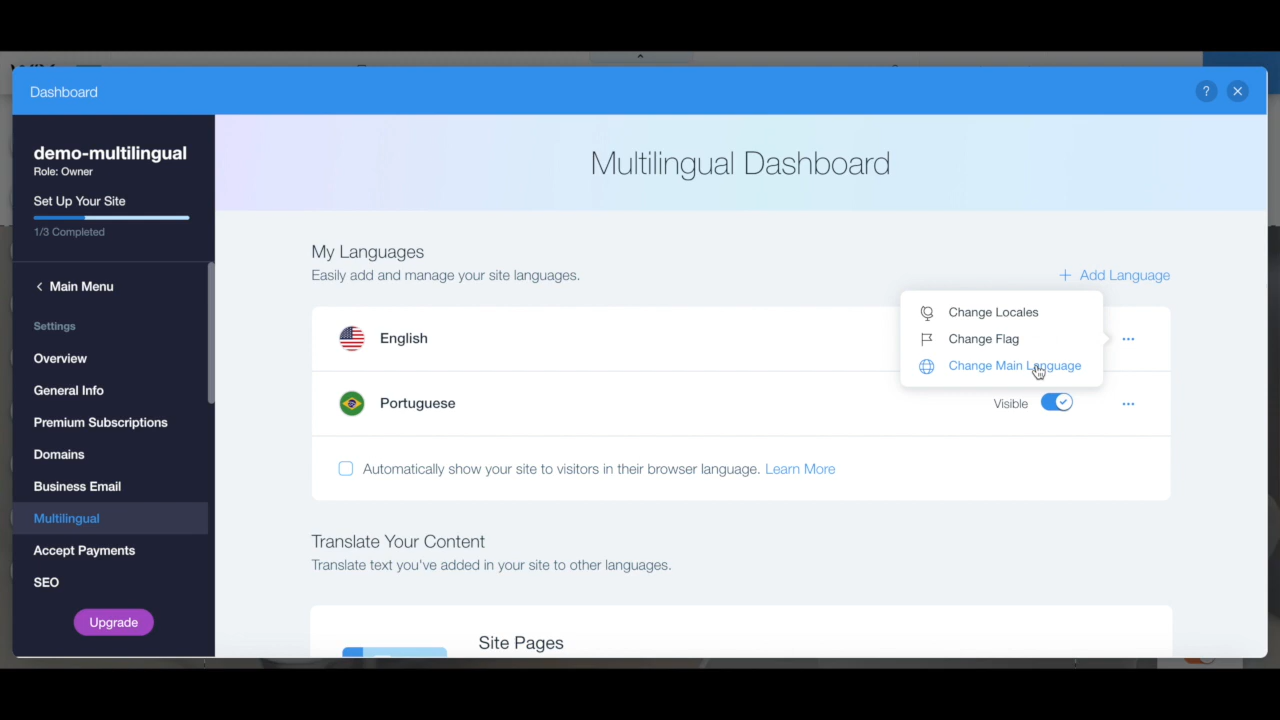 Dashboard
?
demo-multilingual
Role: Owner
Set Up Your Site
1/3 Completed
Main Menu
Settings
Overview
General Info
Premium Subscriptions
Domains
Business Email
Multilingual
Accept Payments
SEO
Upgrade
Multilingual Dashboard
My Languages
Easily add and manage your site languages.
+ Add Language
English
Change Locales
Change Flag
Change Main Language
Portuguese
Visible
Automatically show your site to visitors in their browser language. Learn More
Translate Your Content
Translate text you've added in your site to other languages.
Site Pages